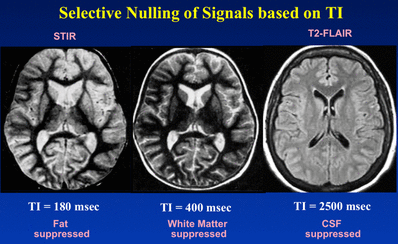 Selective Nulling of Signals based on TI
STIR
T2-FLAIR
TI = 180 msec
TI = 400 msec
TI = 2500 msec
Fat
suppressed
White Matter
suppressed
CSF
suppressed